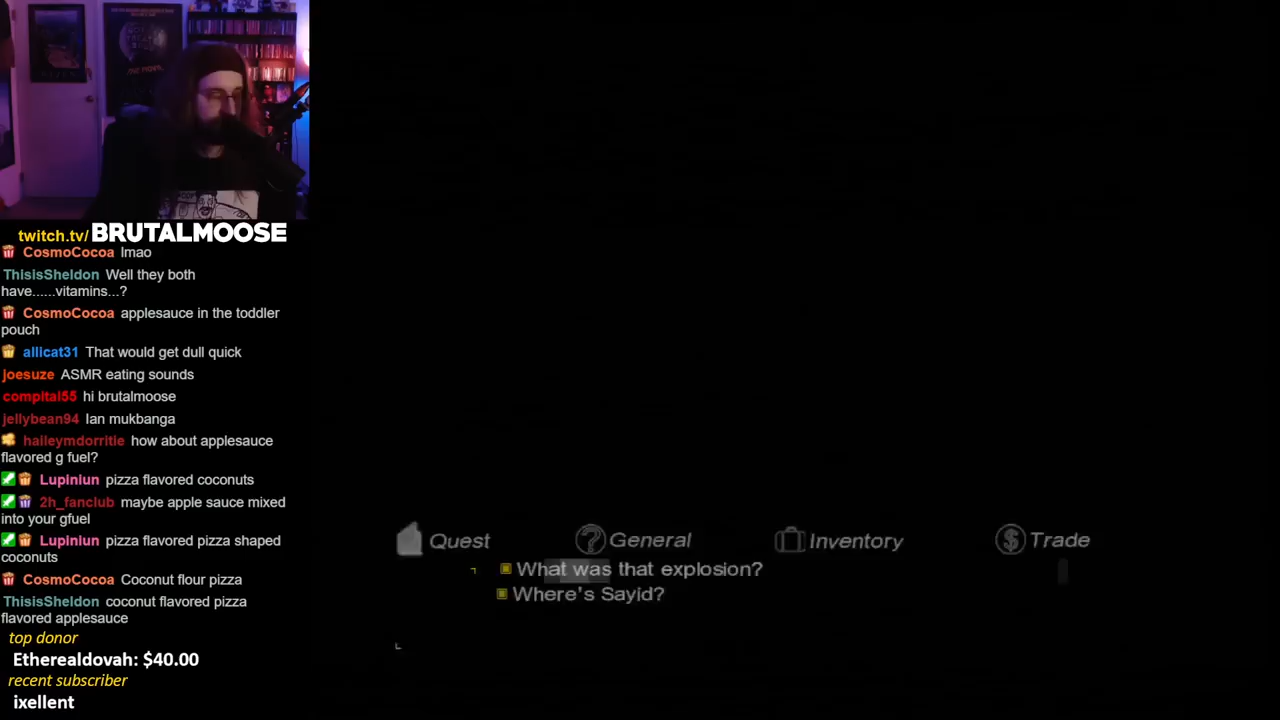 twitch.tv/BRUTALMOOSE
CosmoCocoa lmao
ThisisSheldon Well they both
have......vitamins...?
CosmoCocoa applesauce in the toddler
pouch
allicat31 That would get dull quick
joesuze ASMR eating sounds
compital55 hi brutalmoose
jellybean94 Ian mukbanga
haileymdorritie how about applesauce
flavored g fuel?
Lupiniun pizza flavored coconuts
2h_fanclub maybe apple sauce mixed
into your gfuel
Lupiniun pizza flavored pizza shaped
coconuts
CosmoCocoa Coconut flour pizza
ThisisSheldon coconut flavored pizza
flavored applesauce
top donor
Etherealdovah: $40.00
recent subscriber
ixellent
Quest
General
Inventory
Trade
What was that explosion?
Where's Sayid?